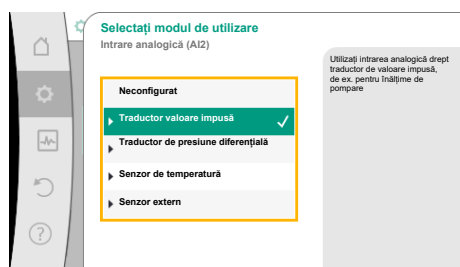 Selectați modul de utilizare
Intrare analogică (AI2)
Neconfigurat
Traductor valoare impusă
Traductor de presiune diferențială
Senzor de temperatură
Senzor extern
Utilizați intrarea analogică drept
traductor de valoare impusă,
de ex. pentru înălțime de
pompare
?